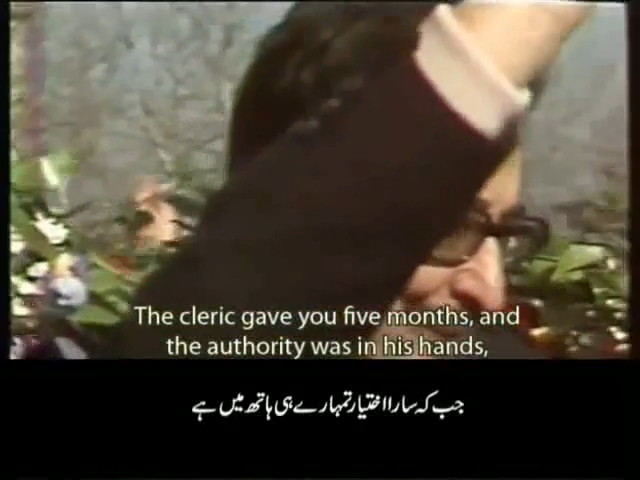 The cleric gave you five months, and
the authority was in his hands,
جب کہ سارا اختیار تمہارے ہی ہاتھ میں ہے